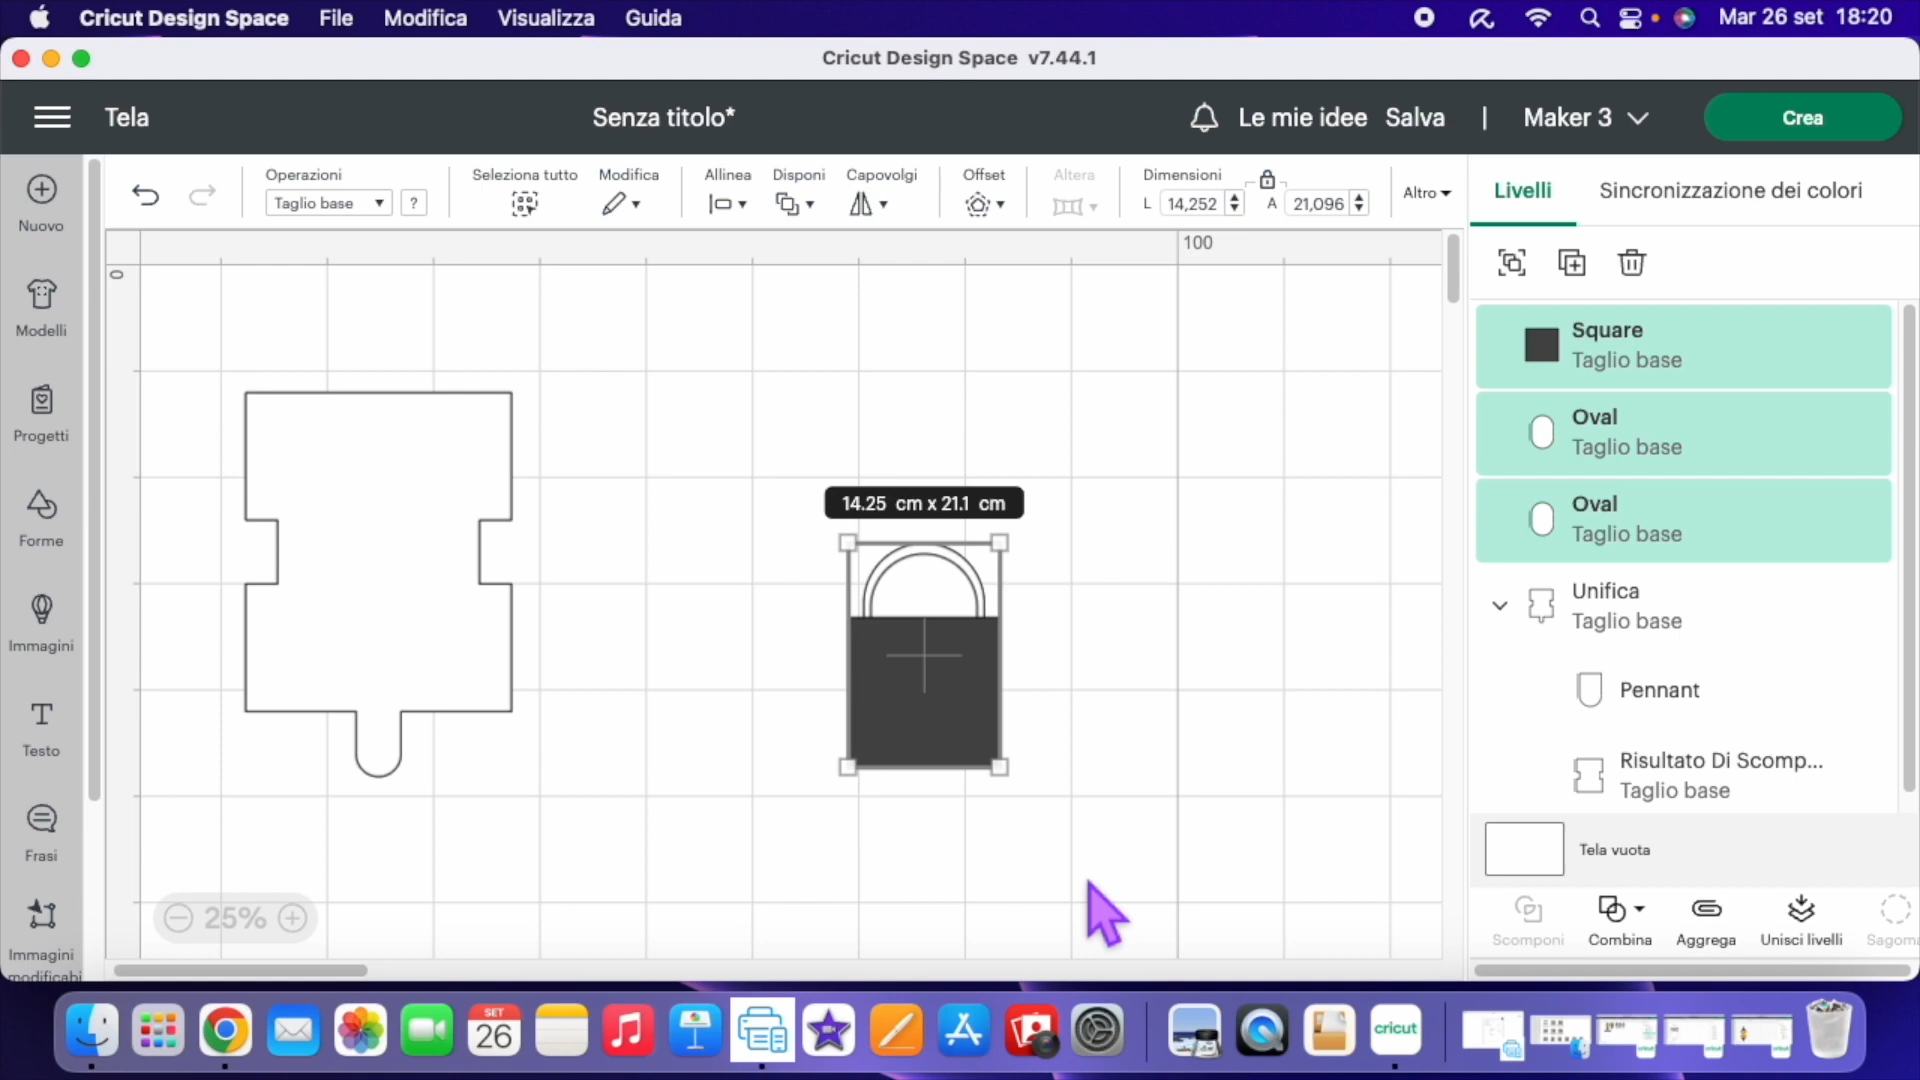 Cricut Design Space File Modifica Visualizza Guida
Mar 26 set 18:20
Cricut Design Space v7.44.1
Tela
Senza titolo*
Le mie idee Salva | Maker 3
Crea
Operazioni
Taglio base
?
Seleziona tutto
Modifica
Allinea
Disponi
Capovolgi
Offset
Altera
Dimensioni
L 14,252
A 21,096
Altro
Livelli
Sincronizzazione dei colori
Nuovo
Modelli
Progetti
Forme
Immagini
Testo
Frasi
Immagini
modificabi
0
100
14.25 cm x 21.1 cm
25%
Square
Taglio base
Oval
Taglio base
Oval
Taglio base
Unifica
Taglio base
Pennant
Risultato Di Scomp...
Taglio base
Tela vuota
Scomponi
Combina
Aggrega
Unisci livelli
Sagoma
SET
26
cricut